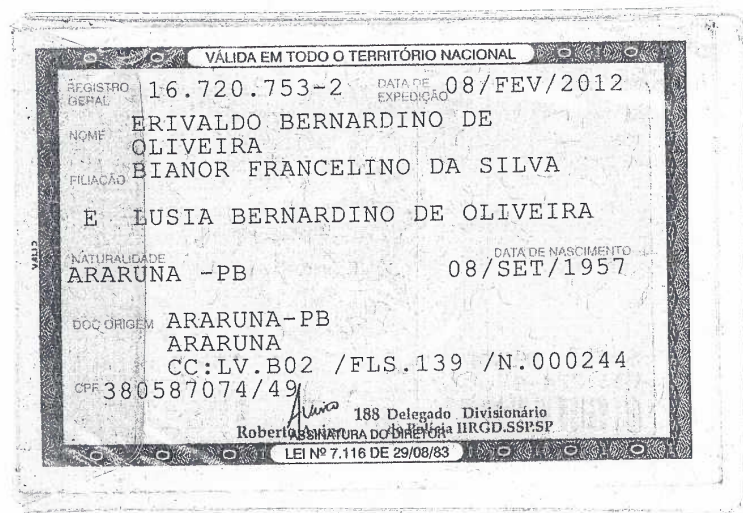 VÁLIDA EM TODO O TERRITÓRIO NACIONAL
REGISTRO GERAL 16.720.753-2 DATA DE EXPEDIÇÃO 08/FEV/2012
NOME ERIVALDO BERNARDINO DE
OLIVEIRA
FILIAÇÃO BIANOR FRANCELINO DA SILVA
E LUSIA BERNARDINO DE OLIVEIRA
NATURALIDADE DATA DE NASCIMENTO
ARARUNA -PB 08/SET/1957
DOC ORIGEM ARARUNA-PB
ARARUNA
CC:LV.B02 /FLS.139 /N.000244
CPF 380587074/49
188 Delegado Divisionário
Roberto de Polícia IIRGD.SSP.SP
ASSINATURA DO DIRETOR
LEI Nº 7.116 DE 29/08/83